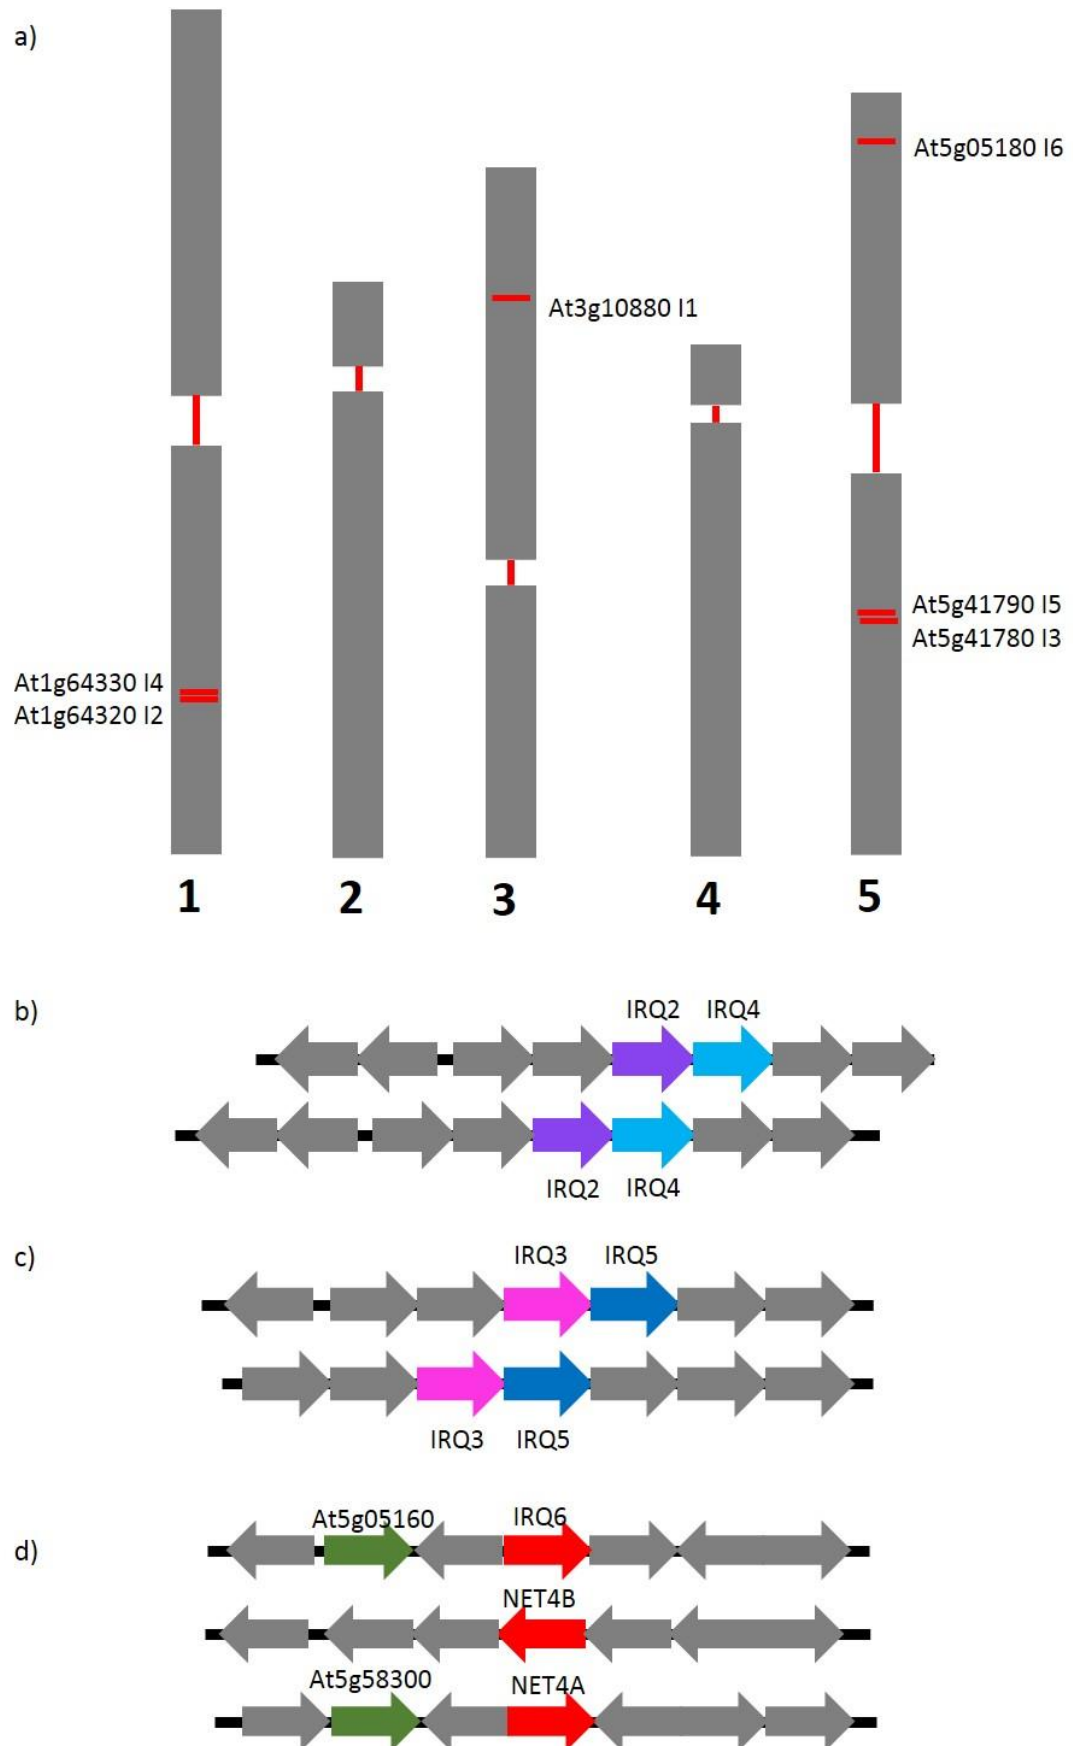 a)
At5g05180 I6
At3g10880 I1
At5g41790 I5
At5g41780 I3
At1g64330 I4
At1g64320 I2
1 2 3 4 5
b)
IRQ2 IRQ4
IRQ2 IRQ4
c)
IRQ3 IRQ5
IRQ3 IRQ5
d)
At5g05160 IRQ6
NET4B
At5g58300 NET4A